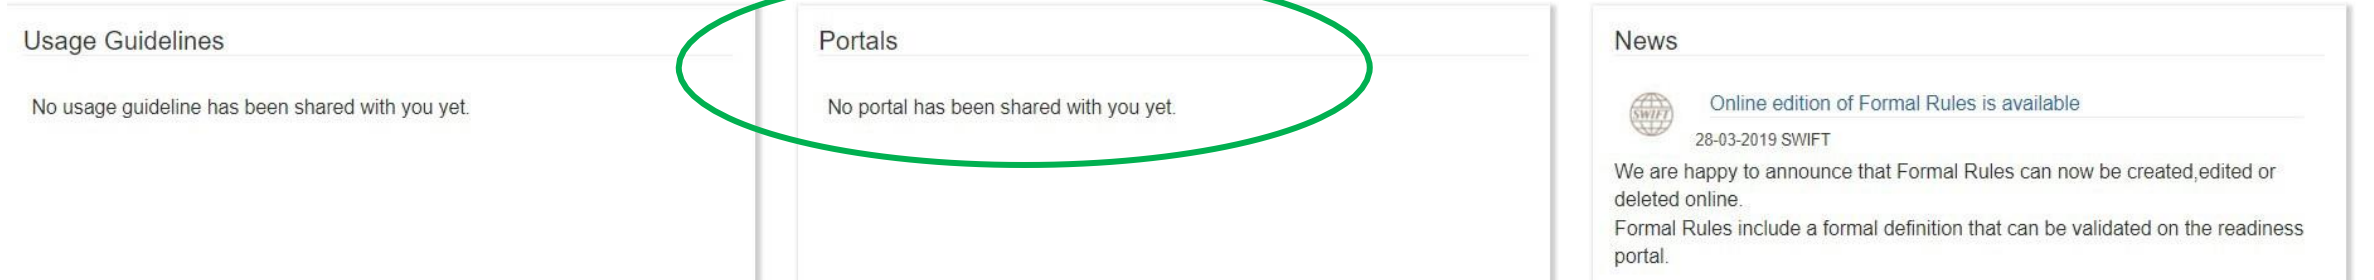 Usage Guidelines
No usage guideline has been shared with you yet.
Portals
No portal has been shared with you yet.
News
SWIFT
Online edition of Formal Rules is available
28-03-2019 SWIFT
We are happy to announce that Formal Rules can now be created,edited or
deleted online.
Formal Rules include a formal definition that can be validated on the readiness
portal.